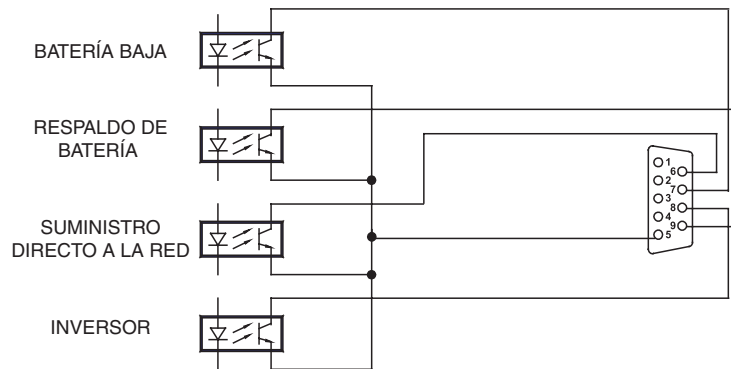 BATERÍA BAJA
RESPALDO DE
BATERÍA
SUMINISTRO
DIRECTO A LA RED
INVERSOR
1
6
2
7
3
8
4
9
5